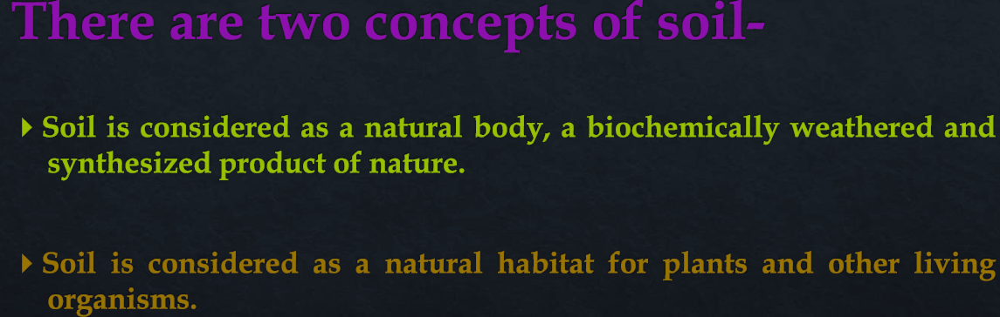 There are two concepts of soil-
Soil is considered as a natural body, a biochemically weathered and
synthesized product of nature.
Soil is considered as a natural habitat for plants and other living
organisms.